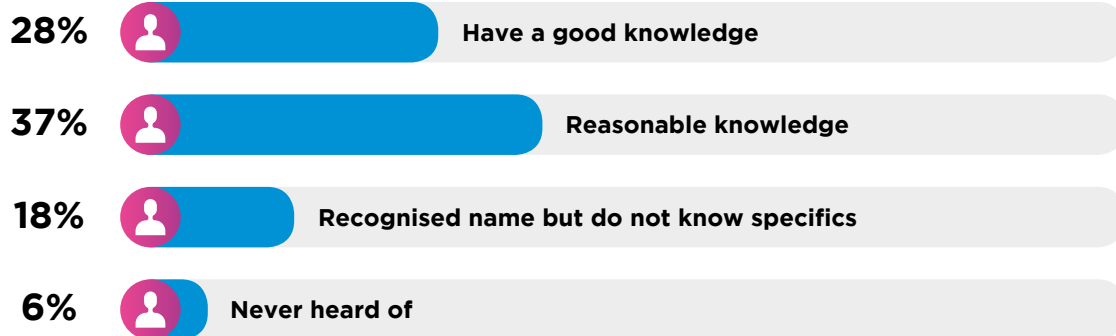 28% Have a good knowledge
37% Reasonable knowledge
18% Recognised name but do not know specifics
6% Never heard of